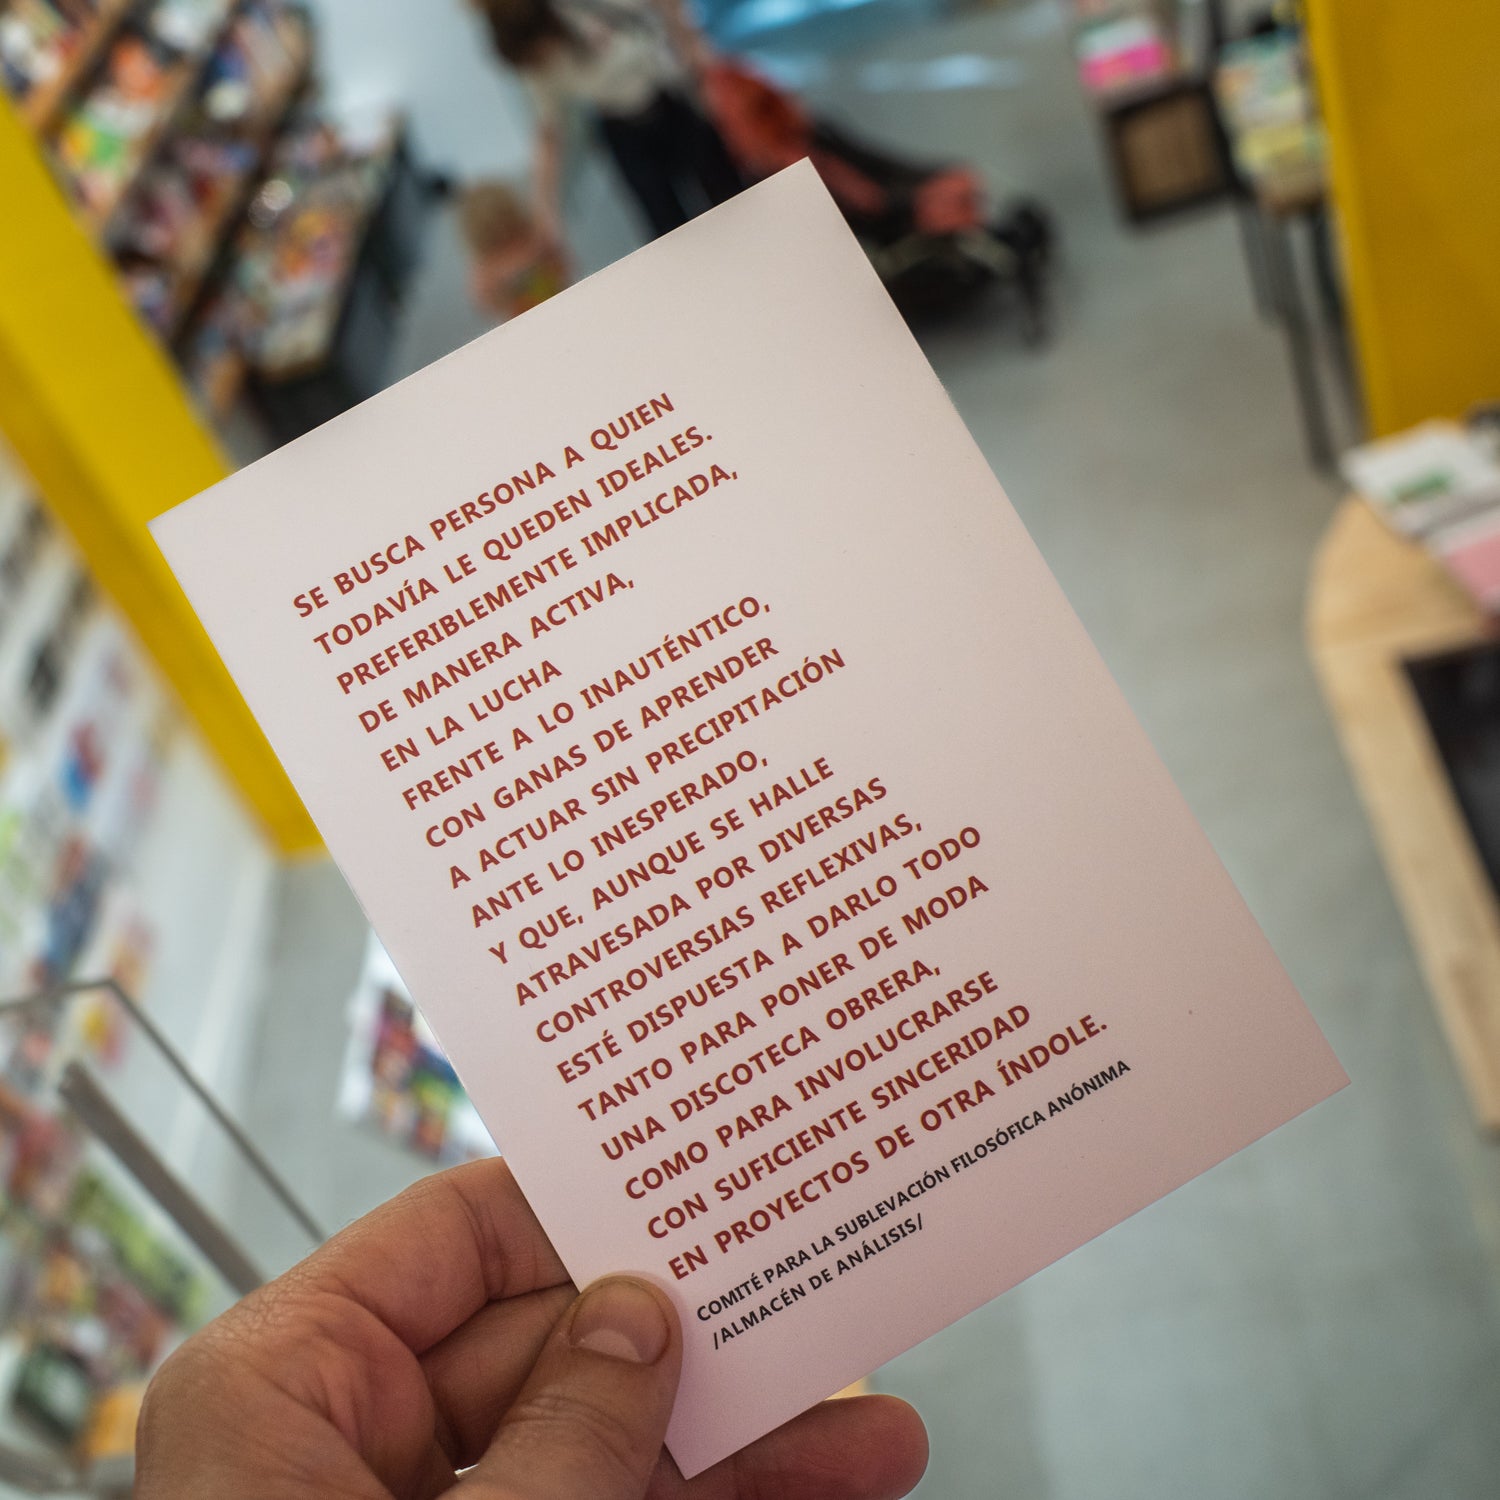 SE BUSCA PERSONA A QUIEN
TODAVÍA LE QUEDEN IDEALES.
PREFERIBLEMENTE IMPLICADA,
DE MANERA ACTIVA,
EN LA LUCHA
FRENTE A LO INAUTÉNTICO,
CON GANAS DE APRENDER
A ACTUAR SIN PRECIPITACIÓN
ANTE LO INESPERADO,
Y QUE, AUNQUE SE HALLE
ATRAVESADA POR DIVERSAS
CONTROVERSIAS REFLEXIVAS,
ESTÉ DISPUESTA A DARLO TODO
TANTO PARA PONER DE MODA
UNA DISCOTECA OBRERA,
COMO PARA INVOLUCRARSE
CON SUFICIENTE SINCERIDAD
EN PROYECTOS DE OTRA ÍNDOLE.
COMITÉ PARA LA SUBLEVACIÓN FILOSÓFICA ANÓNIMA
/ALMACÉN DE ANÁLISIS/